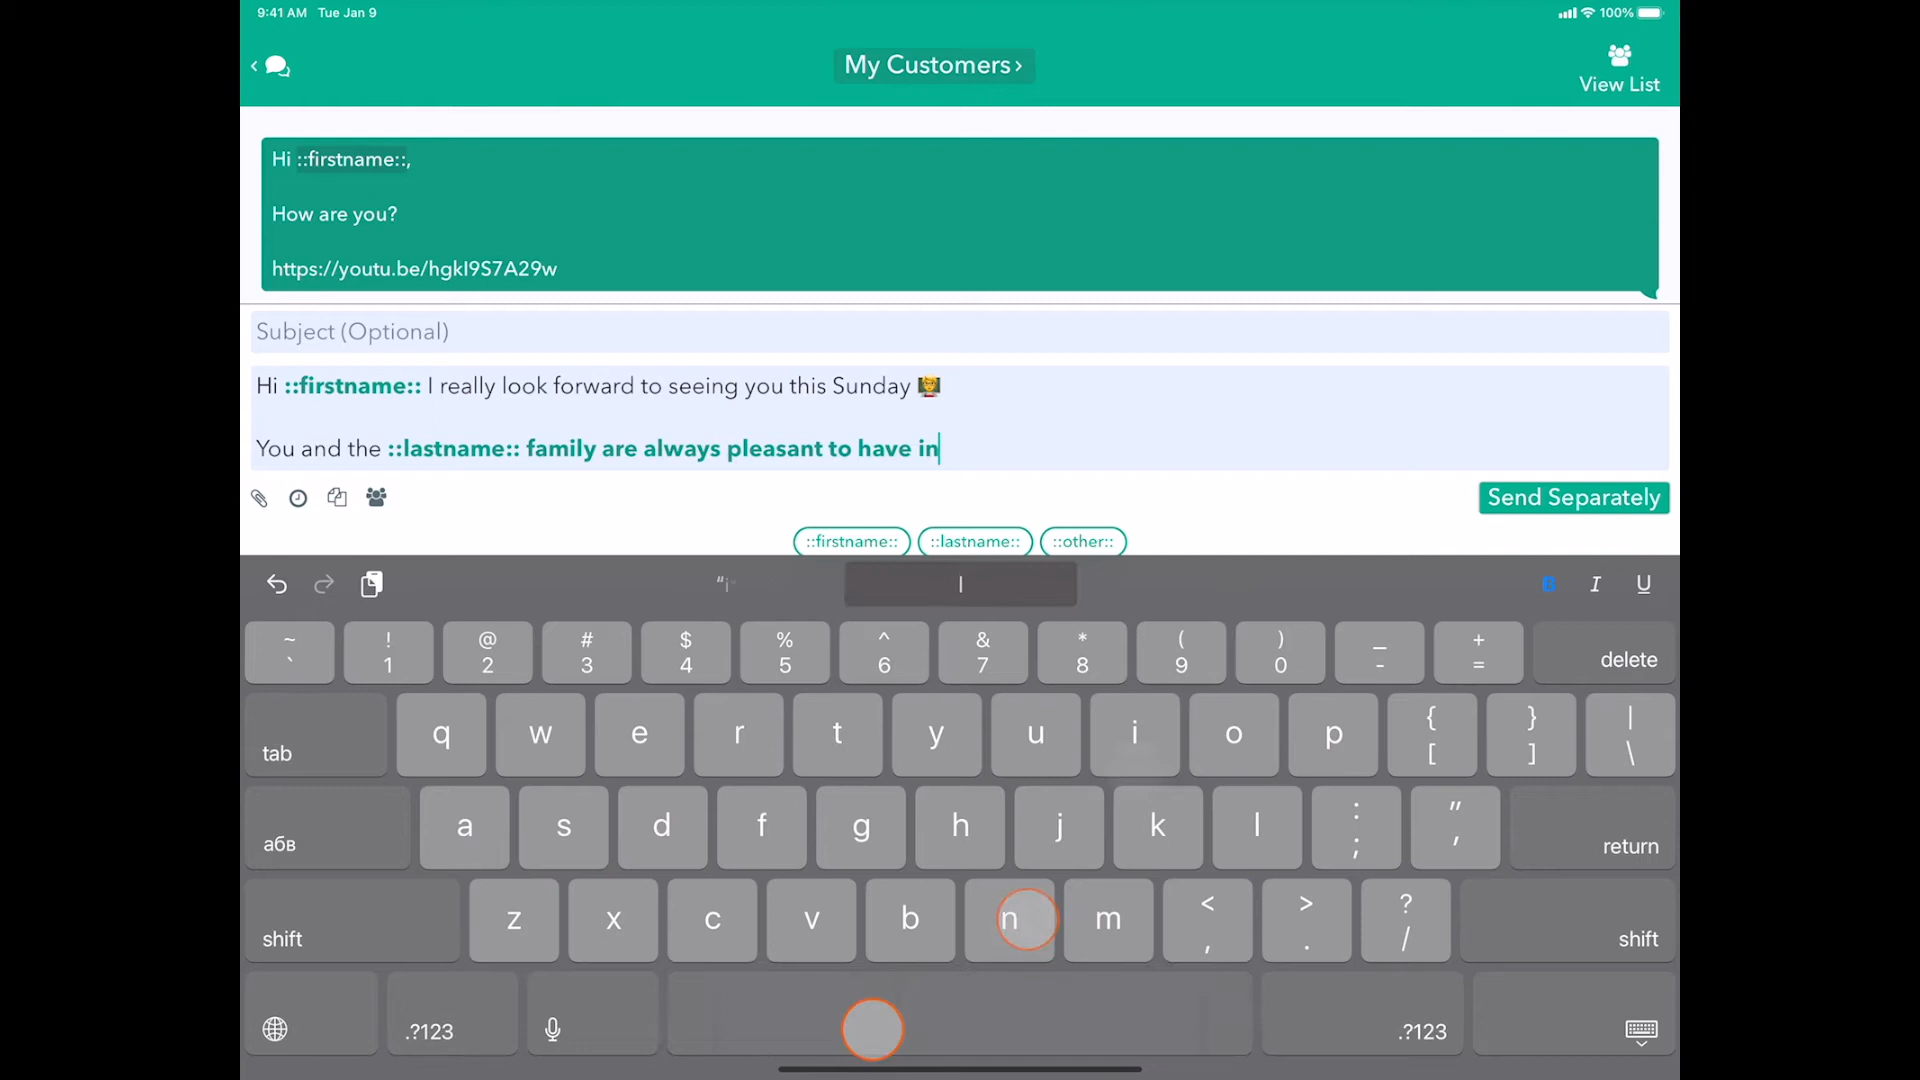 9:41 AM Tue Jan 9
100%
My Customers ›
View List
Hi ::firstname::,
How are you?
https://youtu.be/hgkI9S7A29w
Subject (Optional)
Hi ::firstname:: I really look forward to seeing you this Sunday
You and the ::lastname:: family are always pleasant to have in
Send Separately
::firstname:: ::lastname:: ::other::
“i” I B I U
~ ! @ # $ % ^ & * ( ) _ +
` 1 2 3 4 5 6 7 8 9 0 - = delete
tab q w e r t y u i o p { [ } ] | \
абв a s d f g h j k l : ; " ' return
shift z x c v b n m < , > . ? / shift
.?123 .?123